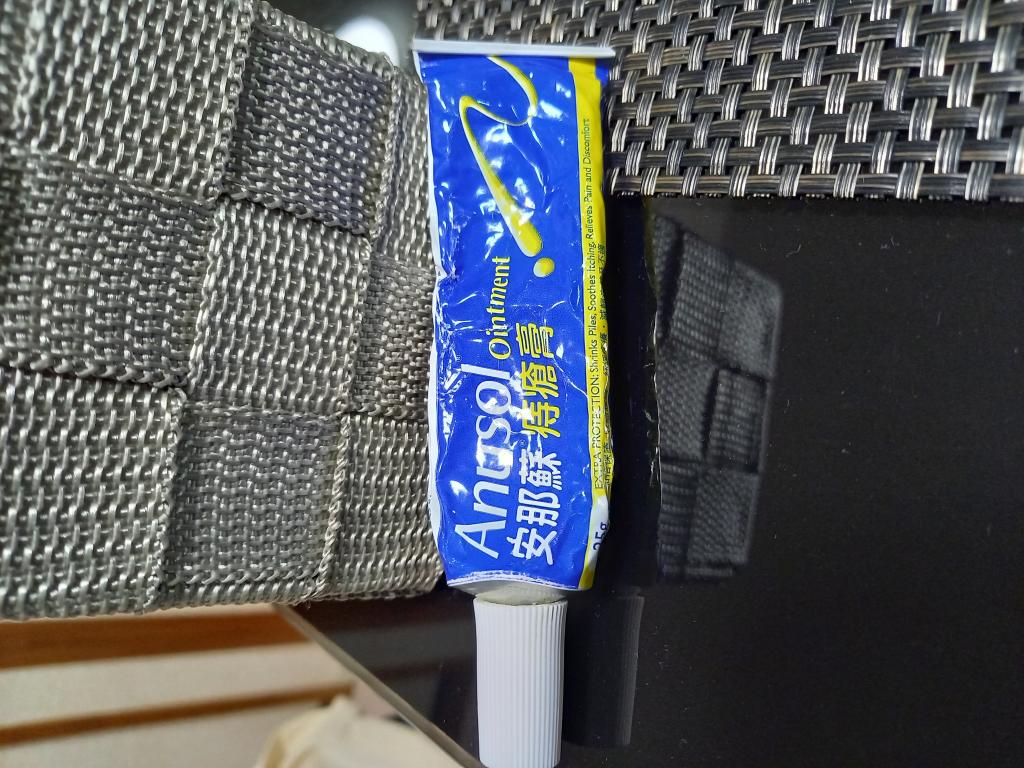 Anusol Ointment
安那蘇 痔瘡膏
EXTRA PROTECTION: Shrinks Piles, Soothes Itching, Relieves Pain and Discomfort
25g